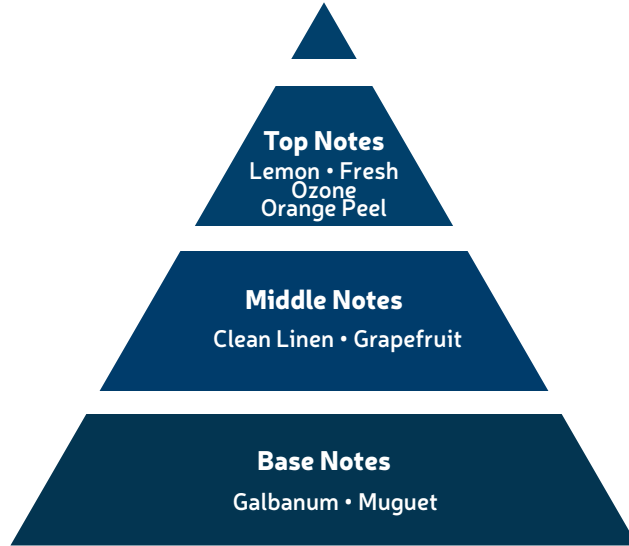 Top Notes
Lemon • Fresh
Ozone
Orange Peel
Middle Notes
Clean Linen • Grapefruit
Base Notes
Galbanum • Muguet